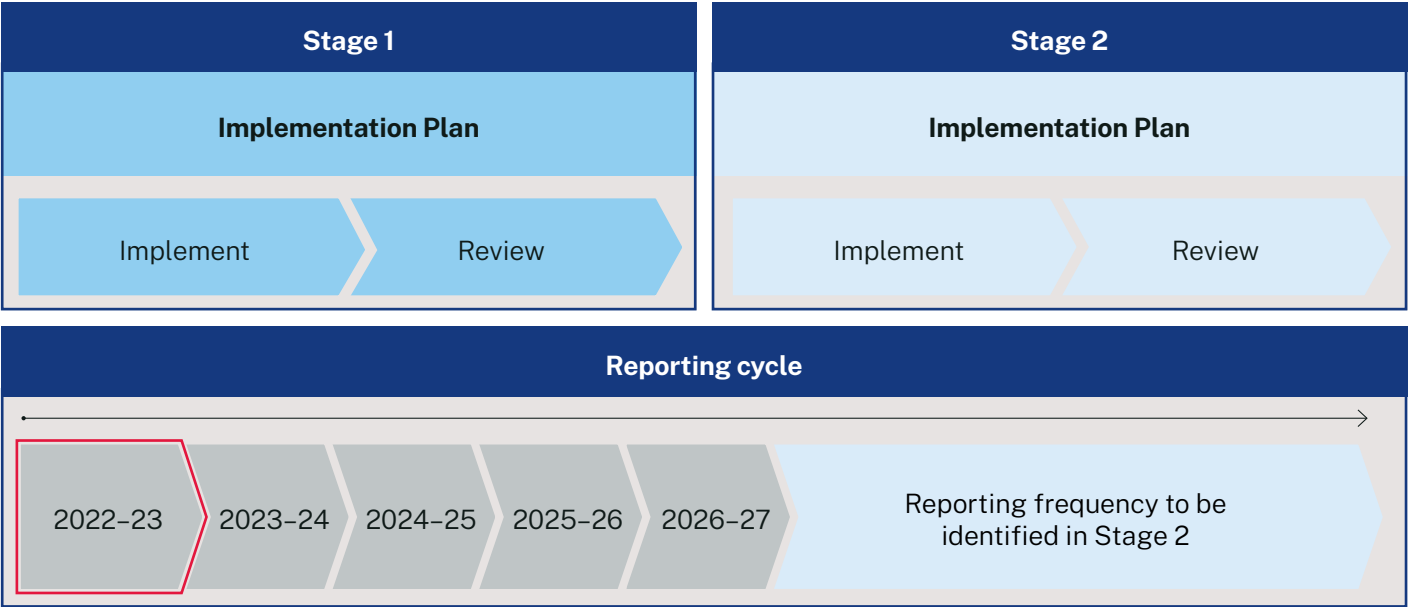 Stage 1
Implementation Plan
Implement
Review
Stage 2
Implementation Plan
Implement
Review
Reporting cycle
2022–23
2023–24
2024–25
2025–26
2026–27
Reporting frequency to be
identified in Stage 2